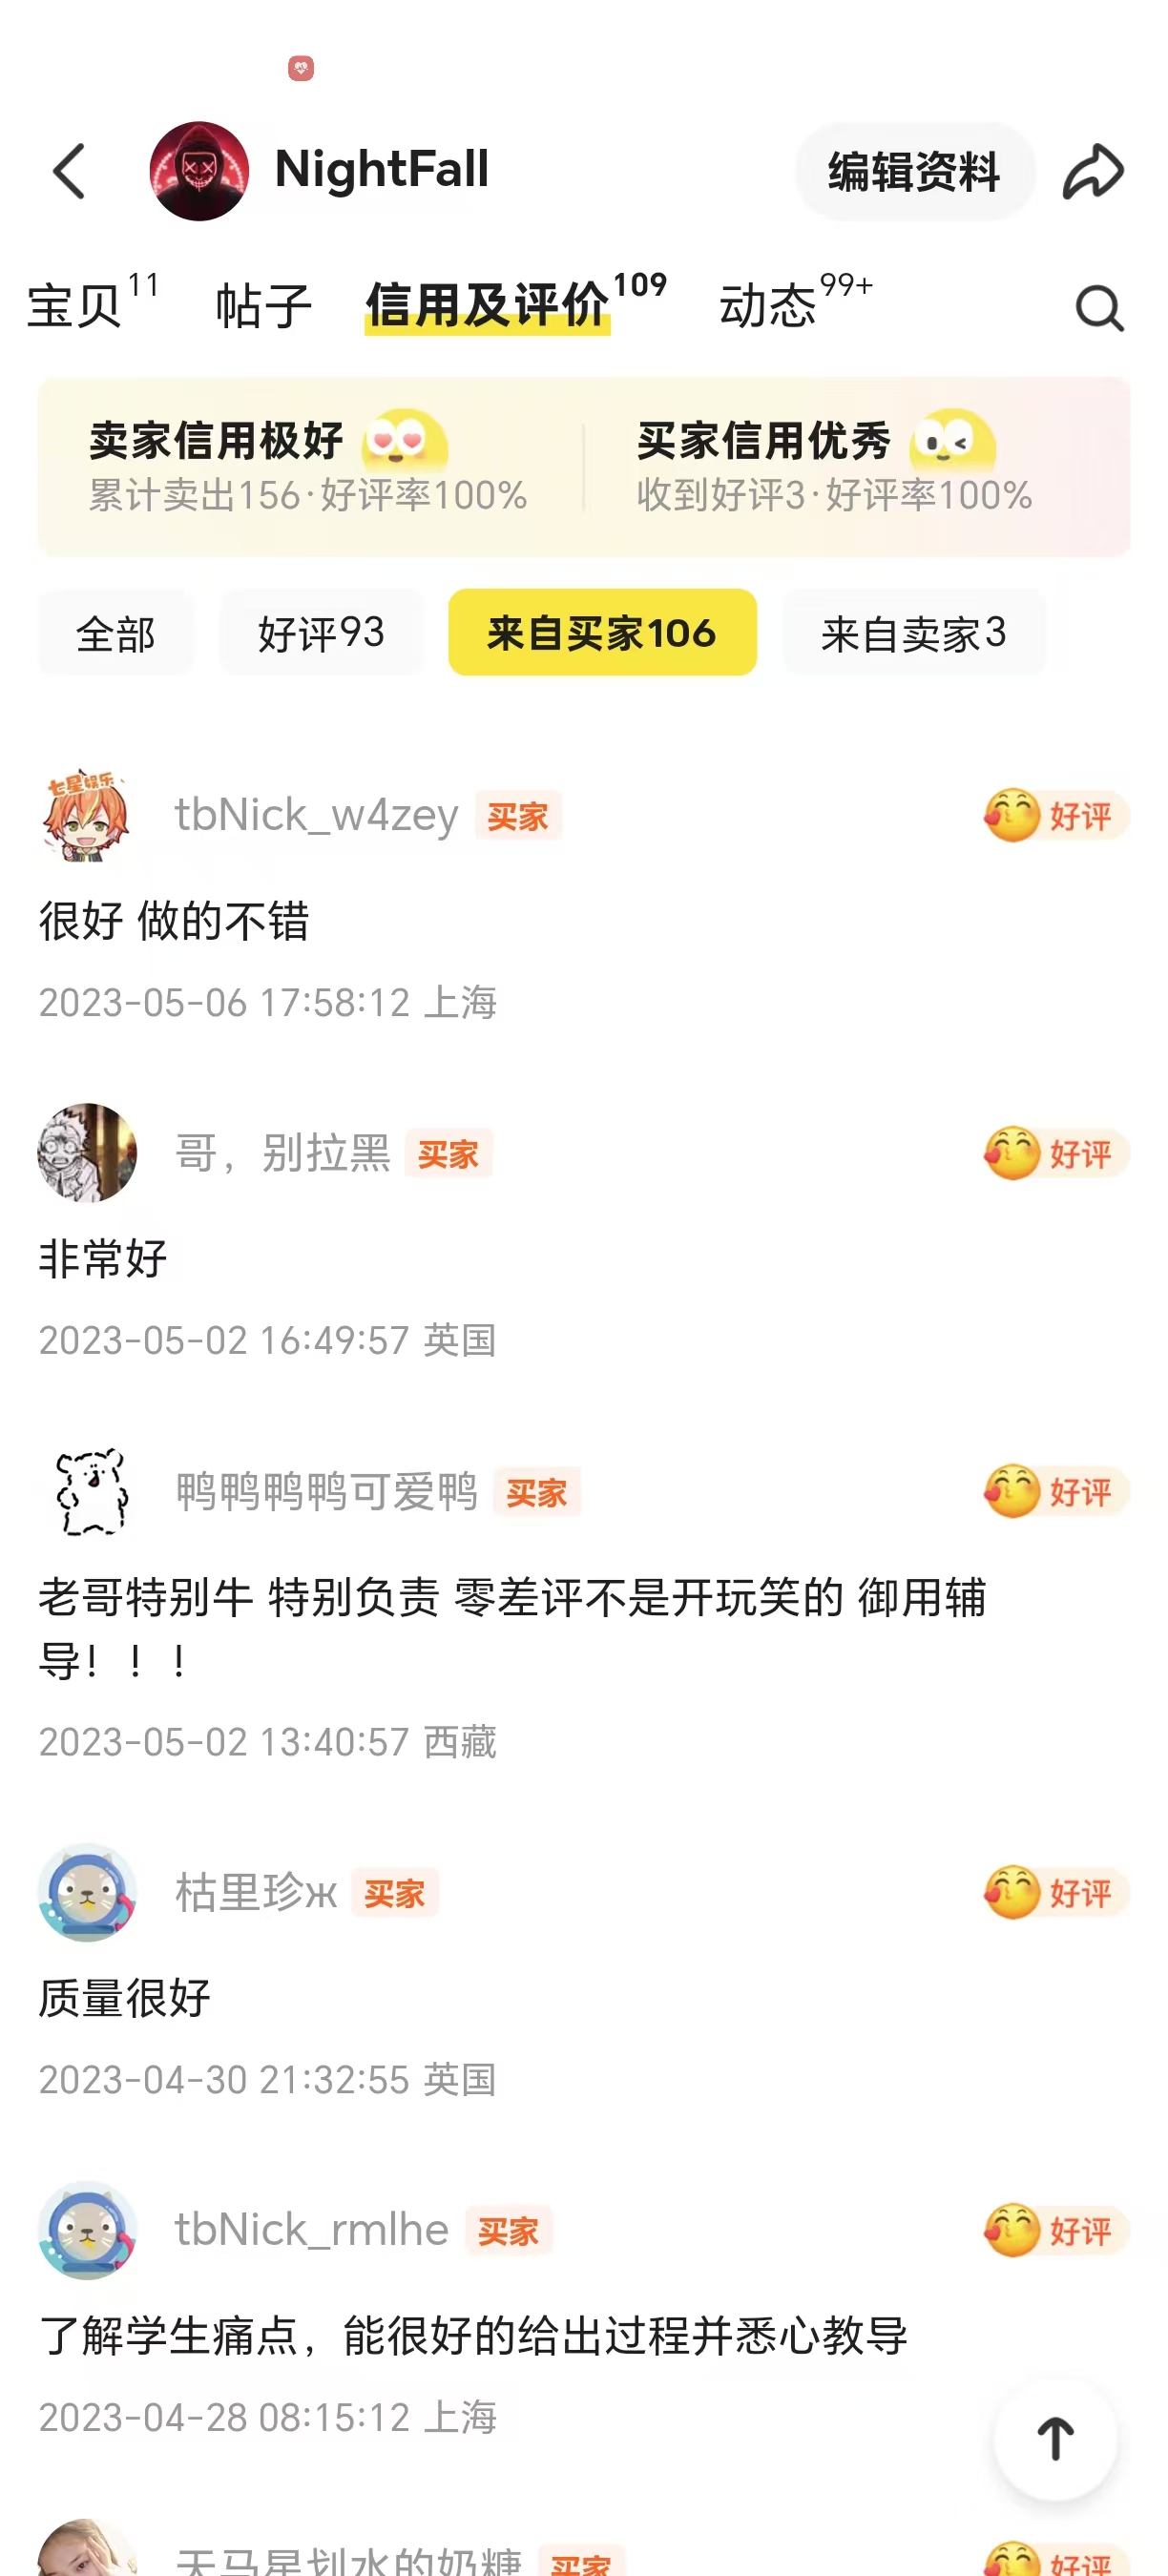 NightFall
编辑资料
宝贝 11 帖子 信用及评价 109 动态 99+
卖家信用极好
累计卖出156·好评率100%
买家信用优秀
收到好评3·好评率100%
全部 好评93 来自买家106 来自卖家3
七星娱乐
tbNick_w4zey 买家 好评
很好 做的不错
2023-05-06 17:58:12 上海
哥，别拉黑 买家 好评
非常好
2023-05-02 16:49:57 英国
鸭鸭鸭鸭可爱鸭 买家 好评
老哥特别牛 特别负责 零差评不是开玩笑的 御用辅
导！！！
2023-05-02 13:40:57 西藏
枯里珍ж 买家 好评
质量很好
2023-04-30 21:32:55 英国
tbNick_rmlhe 买家 好评
了解学生痛点，能很好的给出过程并悉心教导
2023-04-28 08:15:12 上海
天马星划水的奶糖 买家 好评